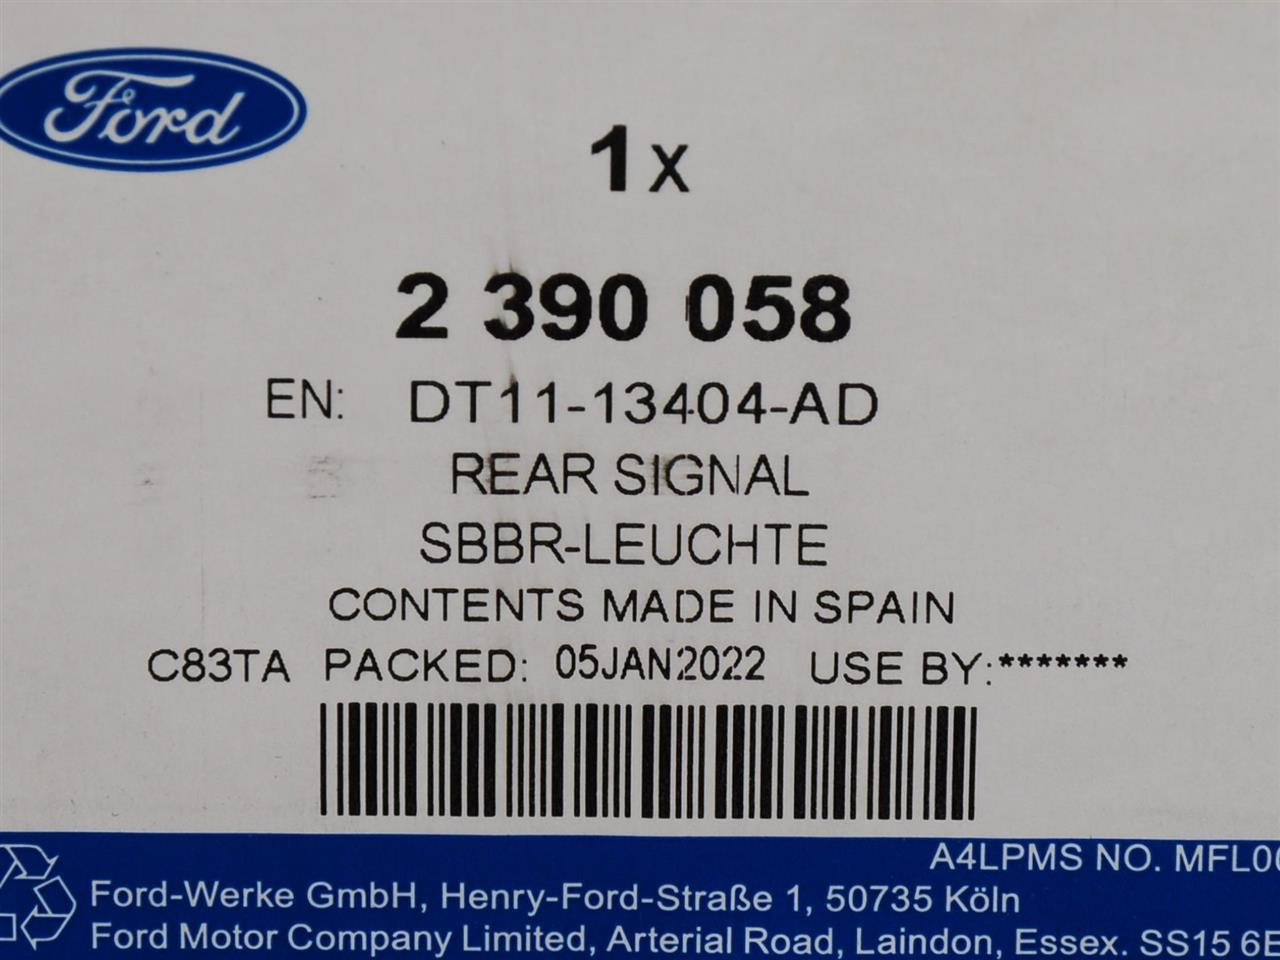 Ford
1x
2 390 058
EN: DT11-13404-AD
REAR SIGNAL
SBBR-LEUCHTE
CONTENTS MADE IN SPAIN
C83TA PACKED: 05JAN2022 USE BY:*******
A4LPMS NO.
Ford-Werke GmbH, Henry-Ford-Straße 1, 50735 Köln
Ford Motor Company Limited, Arterial Road, Laindon, Essex. SS15